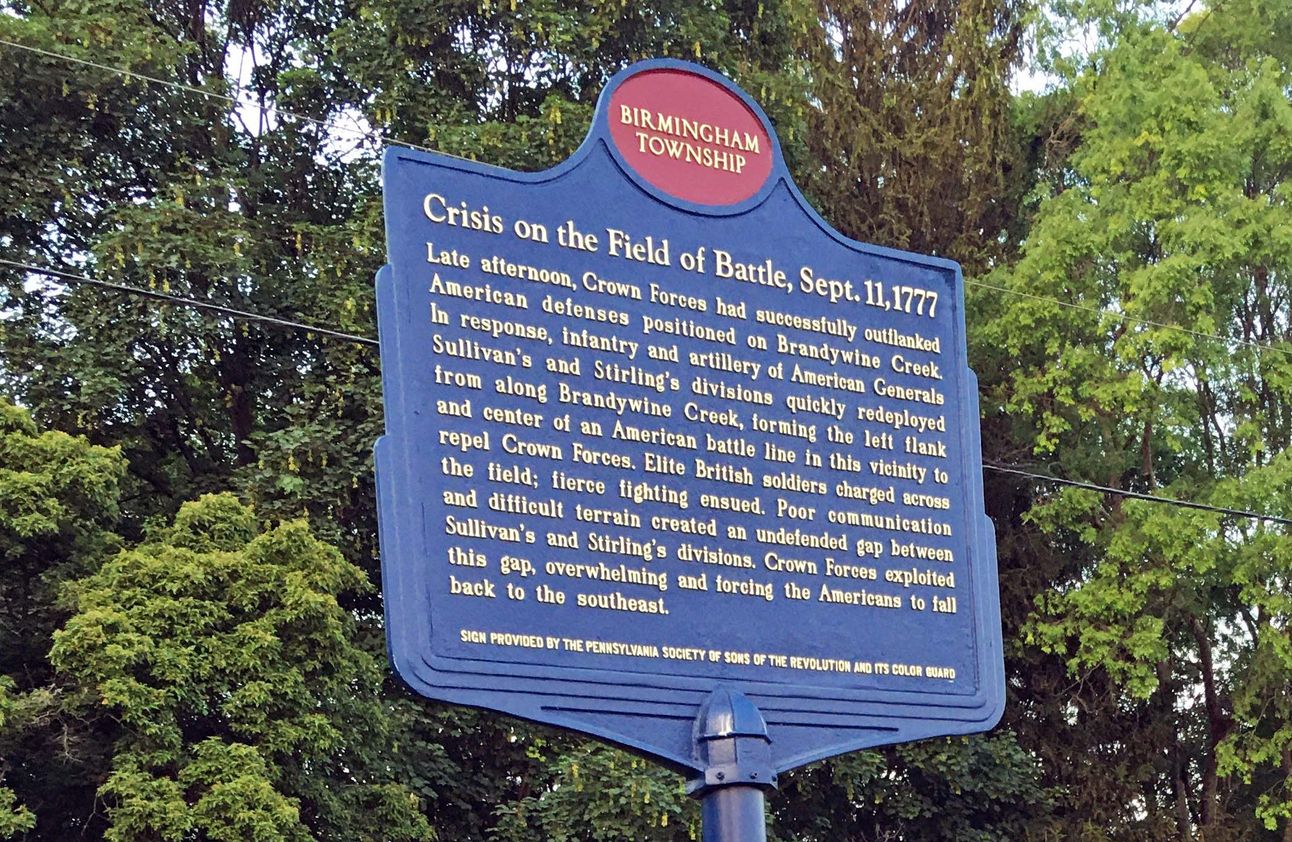 BIRMINGHAM
TOWNSHIP
Crisis on the Field of Battle, Sept. 11, 1777
Late afternoon, Crown Forces had successfully outflanked
American defenses positioned on Brandywine Creek.
In response, infantry and artillery of American Generals
Sullivan's and Stirling's divisions quickly redeployed
from along Brandywine Creek, forming the left flank
and center of an American battle line in this vicinity to
repel Crown Forces. Elite British soldiers charged across
the field; fierce fighting ensued. Poor communication
and difficult terrain created an undefended gap between
Sullivan's and Stirling's divisions. Crown Forces exploited
this gap, overwhelming and forcing the Americans to fall
back to the southeast.
SIGN PROVIDED BY THE PENNSYLVANIA SOCIETY OF SONS OF THE REVOLUTION AND ITS COLOR GUARD